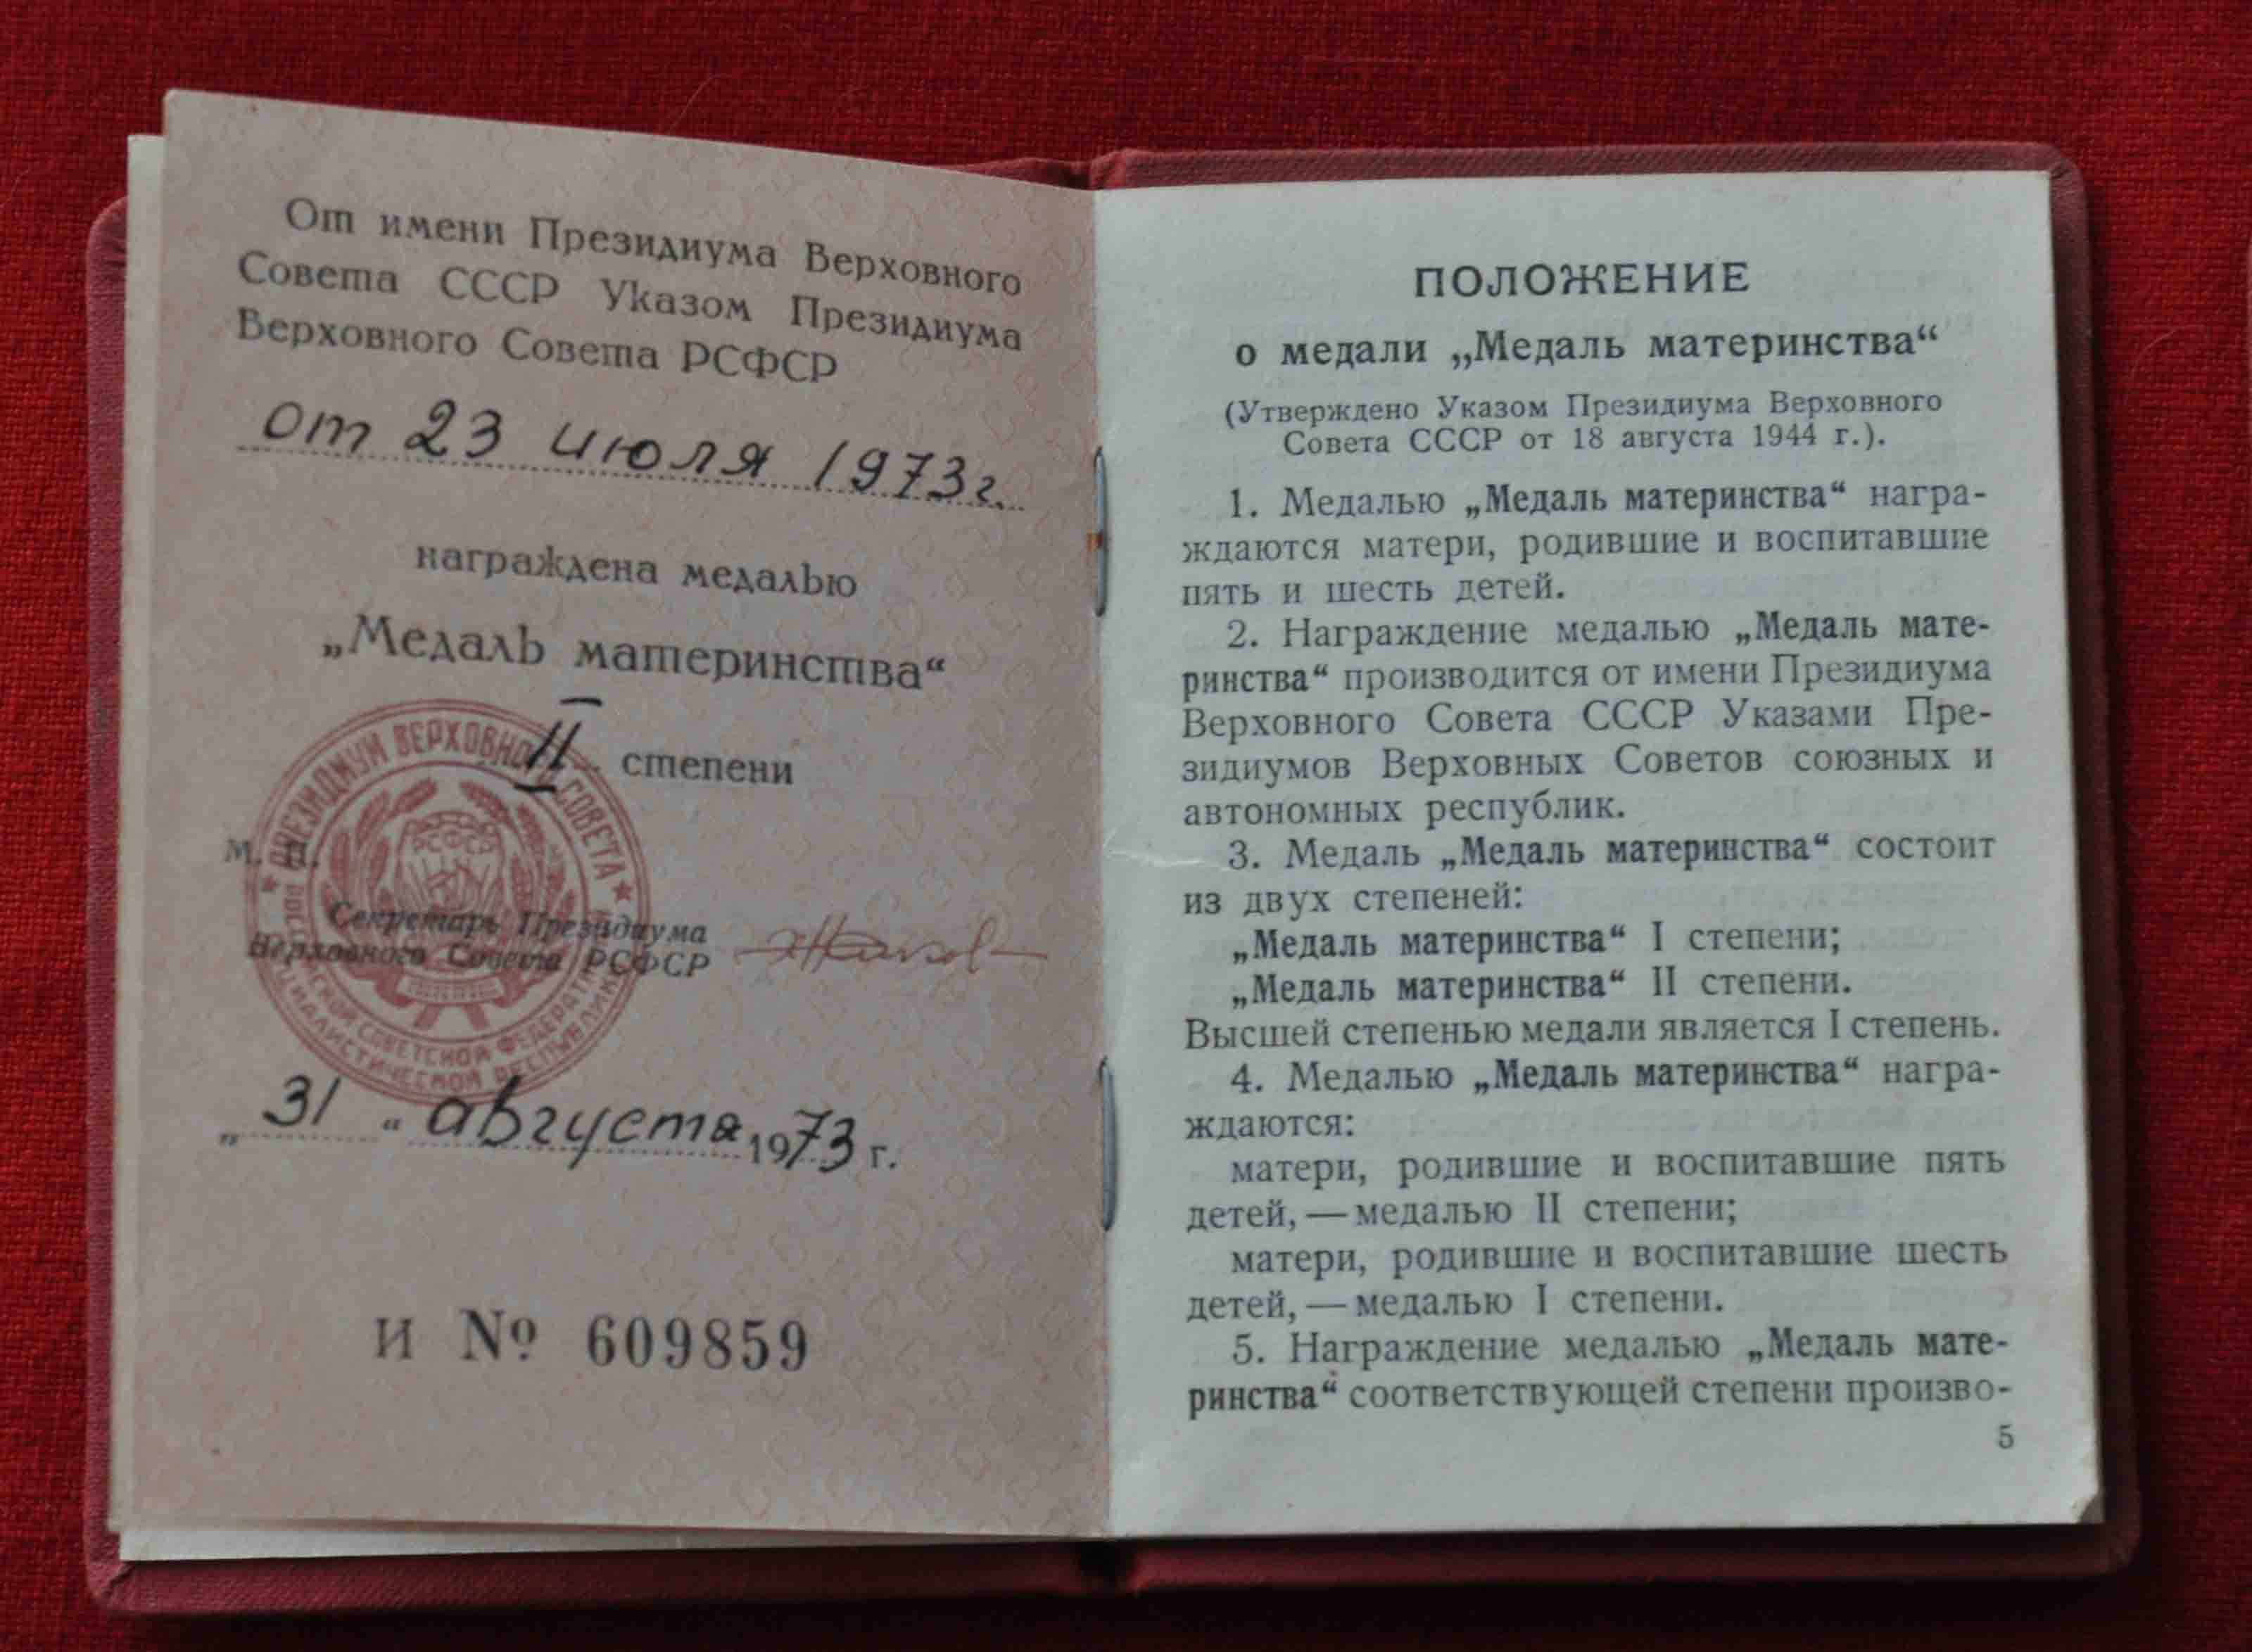 От имени Президиума Верховного
Совета СССР Указом Президиума
Верховного Совета РСФСР
от 23 июля 1973 г.
награждена медалью
„Медаль материнства“
II степени
ПРЕЗИДИУМ ВЕРХОВНОГО СОВЕТА
РСФСР
М. П.
Секретарь Президиума
Верховного Совета РСФСР
„31“ августа 1973 г.
И № 609859
ПОЛОЖЕНИЕ
о медали „Медаль материнства“
(Утверждено Указом Президиума Верховного
Совета СССР от 18 августа 1944 г.).
1. Медалью „Медаль материнства“ награ-
ждаются матери, родившие и воспитавшие
пять и шесть детей.
2. Награждение медалью „Медаль мате-
ринства“ производится от имени Президиума
Верховного Совета СССР Указами Пре-
зидиумов Верховных Советов союзных и
автономных республик.
3. Медаль „Медаль материнства“ состоит
из двух степеней:
„Медаль материнства“ I степени;
„Медаль материнства“ II степени.
Высшей степенью медали является I степень.
4. Медалью „Медаль материнства“ награ-
ждаются:
матери, родившие и воспитавшие пять
детей, — медалью II степени;
матери, родившие и воспитавшие шесть
детей, — медалью I степени.
5. Награждение медалью „Медаль мате-
ринства“ соответствующей степени произво-
5